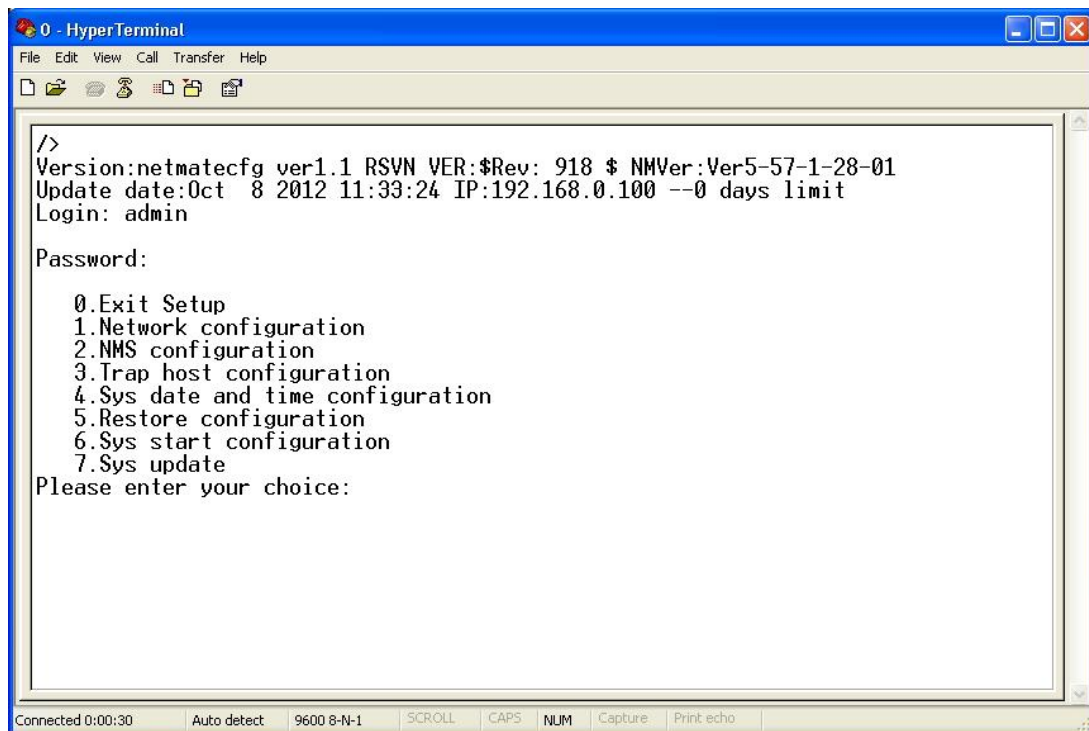 0 - HyperTerminal
File Edit View Call Transfer Help
/>
Version:netmatecfg ver1.1 RSVN VER:$Rev: 918 $ NMVer:Ver5-57-1-28-01
Update date:Oct  8 2012 11:33:24 IP:192.168.0.100 --0 days limit
Login: admin
Password:
0.Exit Setup
1.Network configuration
2.NMS configuration
3.Trap host configuration
4.Sys date and time configuration
5.Restore configuration
6.Sys start configuration
7.Sys update
Please enter your choice:
Connected 0:00:30 Auto detect 9600 8-N-1 SCROLL CAPS NUM Capture Print echo